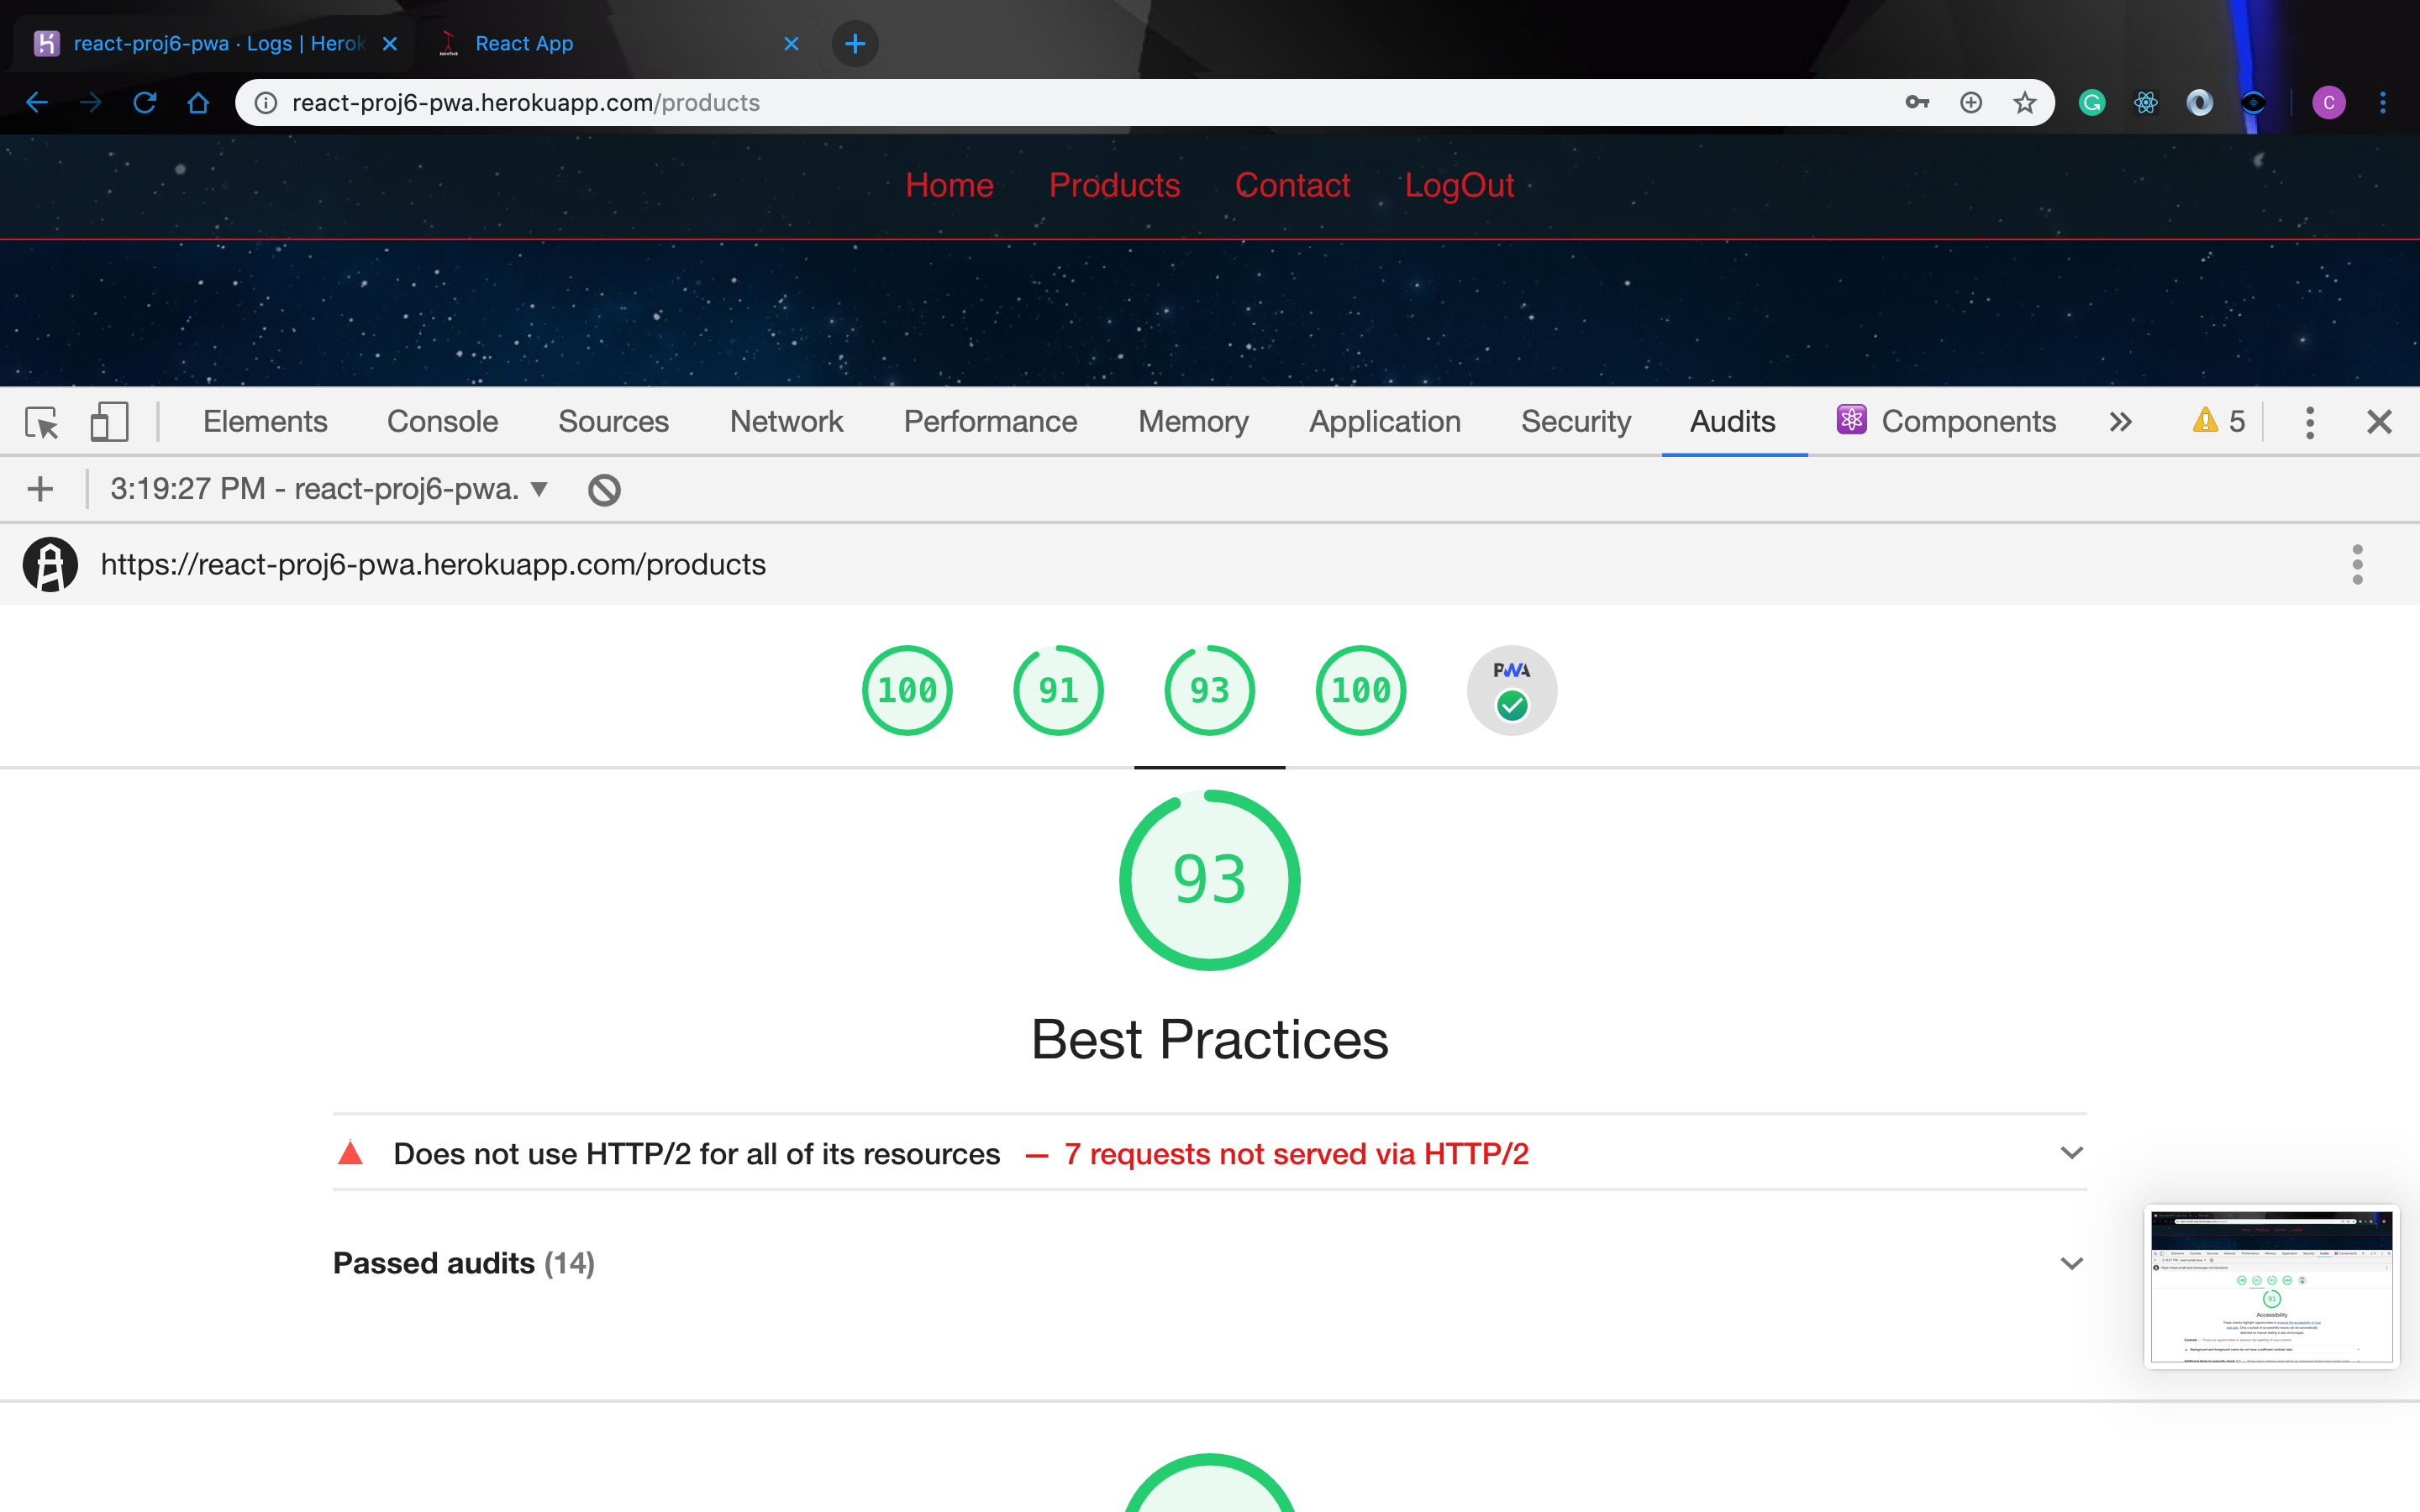 react-proj6-pwa · Logs | Herok
React App
react-proj6-pwa.herokuapp.com/products
C
Home Products Contact LogOut
Elements Console Sources Network Performance Memory Application Security Audits Components 5
3:19:27 PM - react-proj6-pwa.
https://react-proj6-pwa.herokuapp.com/products
100 91 93 100 PWA
93
Best Practices
Does not use HTTP/2 for all of its resources — 7 requests not served via HTTP/2
Passed audits (14)
91
Accessibility